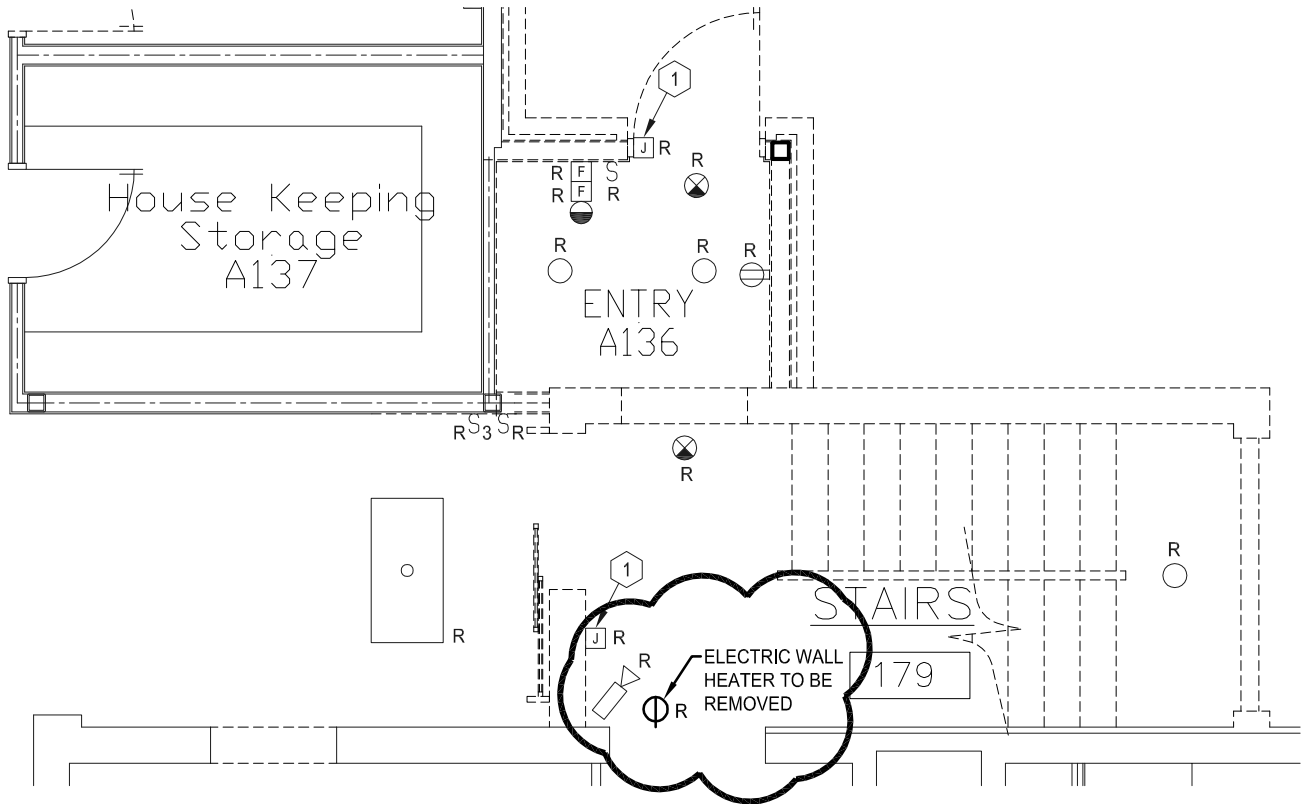 1
J R
R
R F S
R F R
House Keeping
Storage
A137
R R R
ENTRY
A136
R S3 S R
R
R
1
STAIRS
J R
R
R
ELECTRIC WALL
HEATER TO BE
REMOVED
179
R